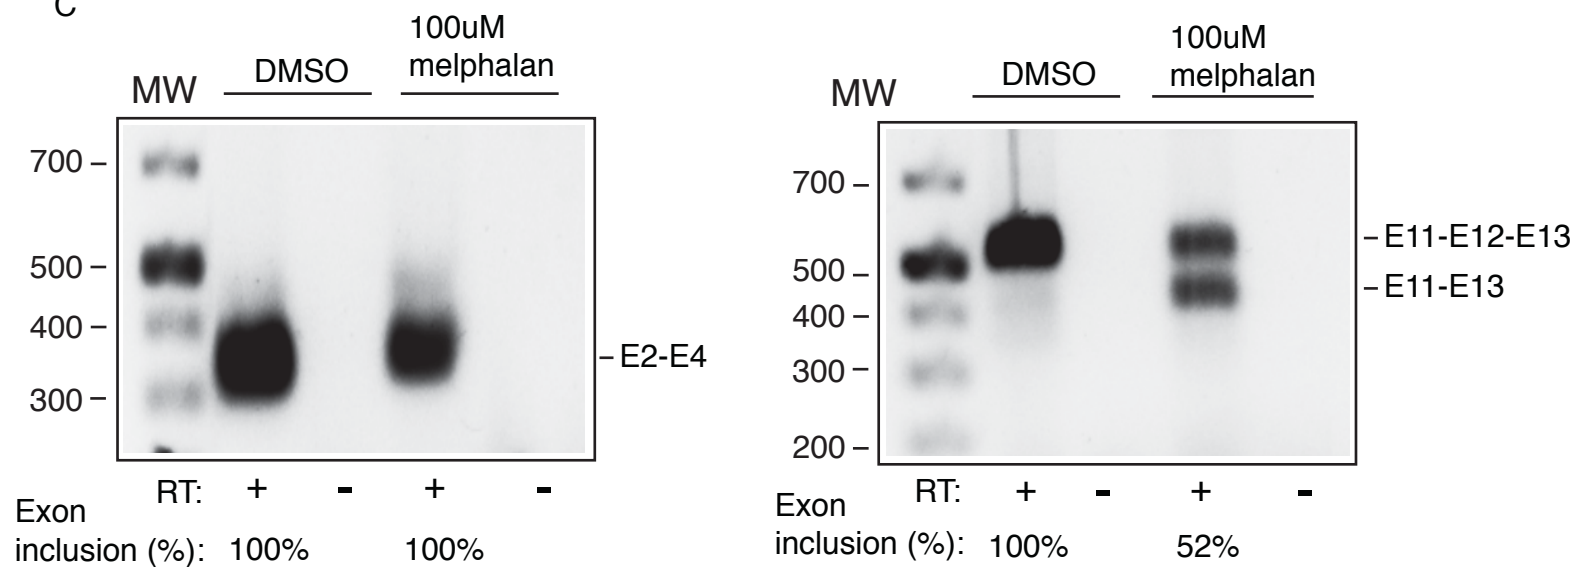 C
100uM
melphalan
DMSO
MW
700
500
400
300
E2-E4
RT: + - + -
Exon
inclusion (%): 100% 100%
100uM
melphalan
DMSO
MW
700
500
400
300
200
E11-E12-E13
E11-E13
RT: + - + -
Exon
inclusion (%): 100% 52%